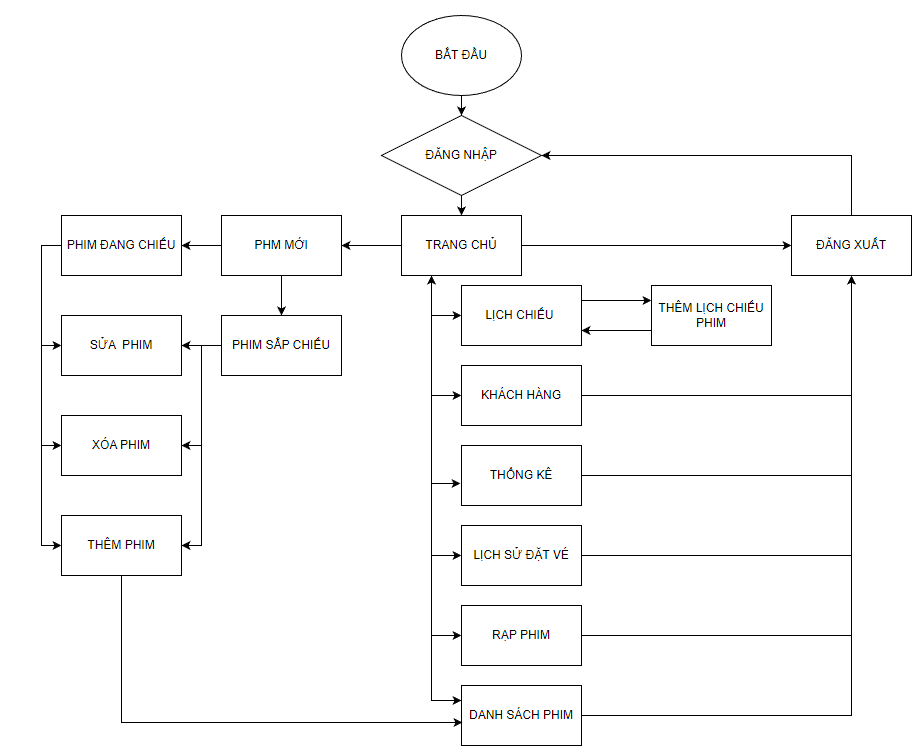 BẮT ĐẦU
ĐĂNG NHẬP
PHIM ĐANG CHIẾU
PHM MỚI
TRANG CHỦ
ĐĂNG XUẤT
LỊCH CHIẾU
THÊM LỊCH CHIẾU
PHIM
SỬA PHIM
PHIM SẮP CHIẾU
KHÁCH HÀNG
XÓA PHIM
THỐNG KÊ
THÊM PHIM
LỊCH SỬ ĐẶT VÉ
RẠP PHIM
DANH SÁCH PHIM